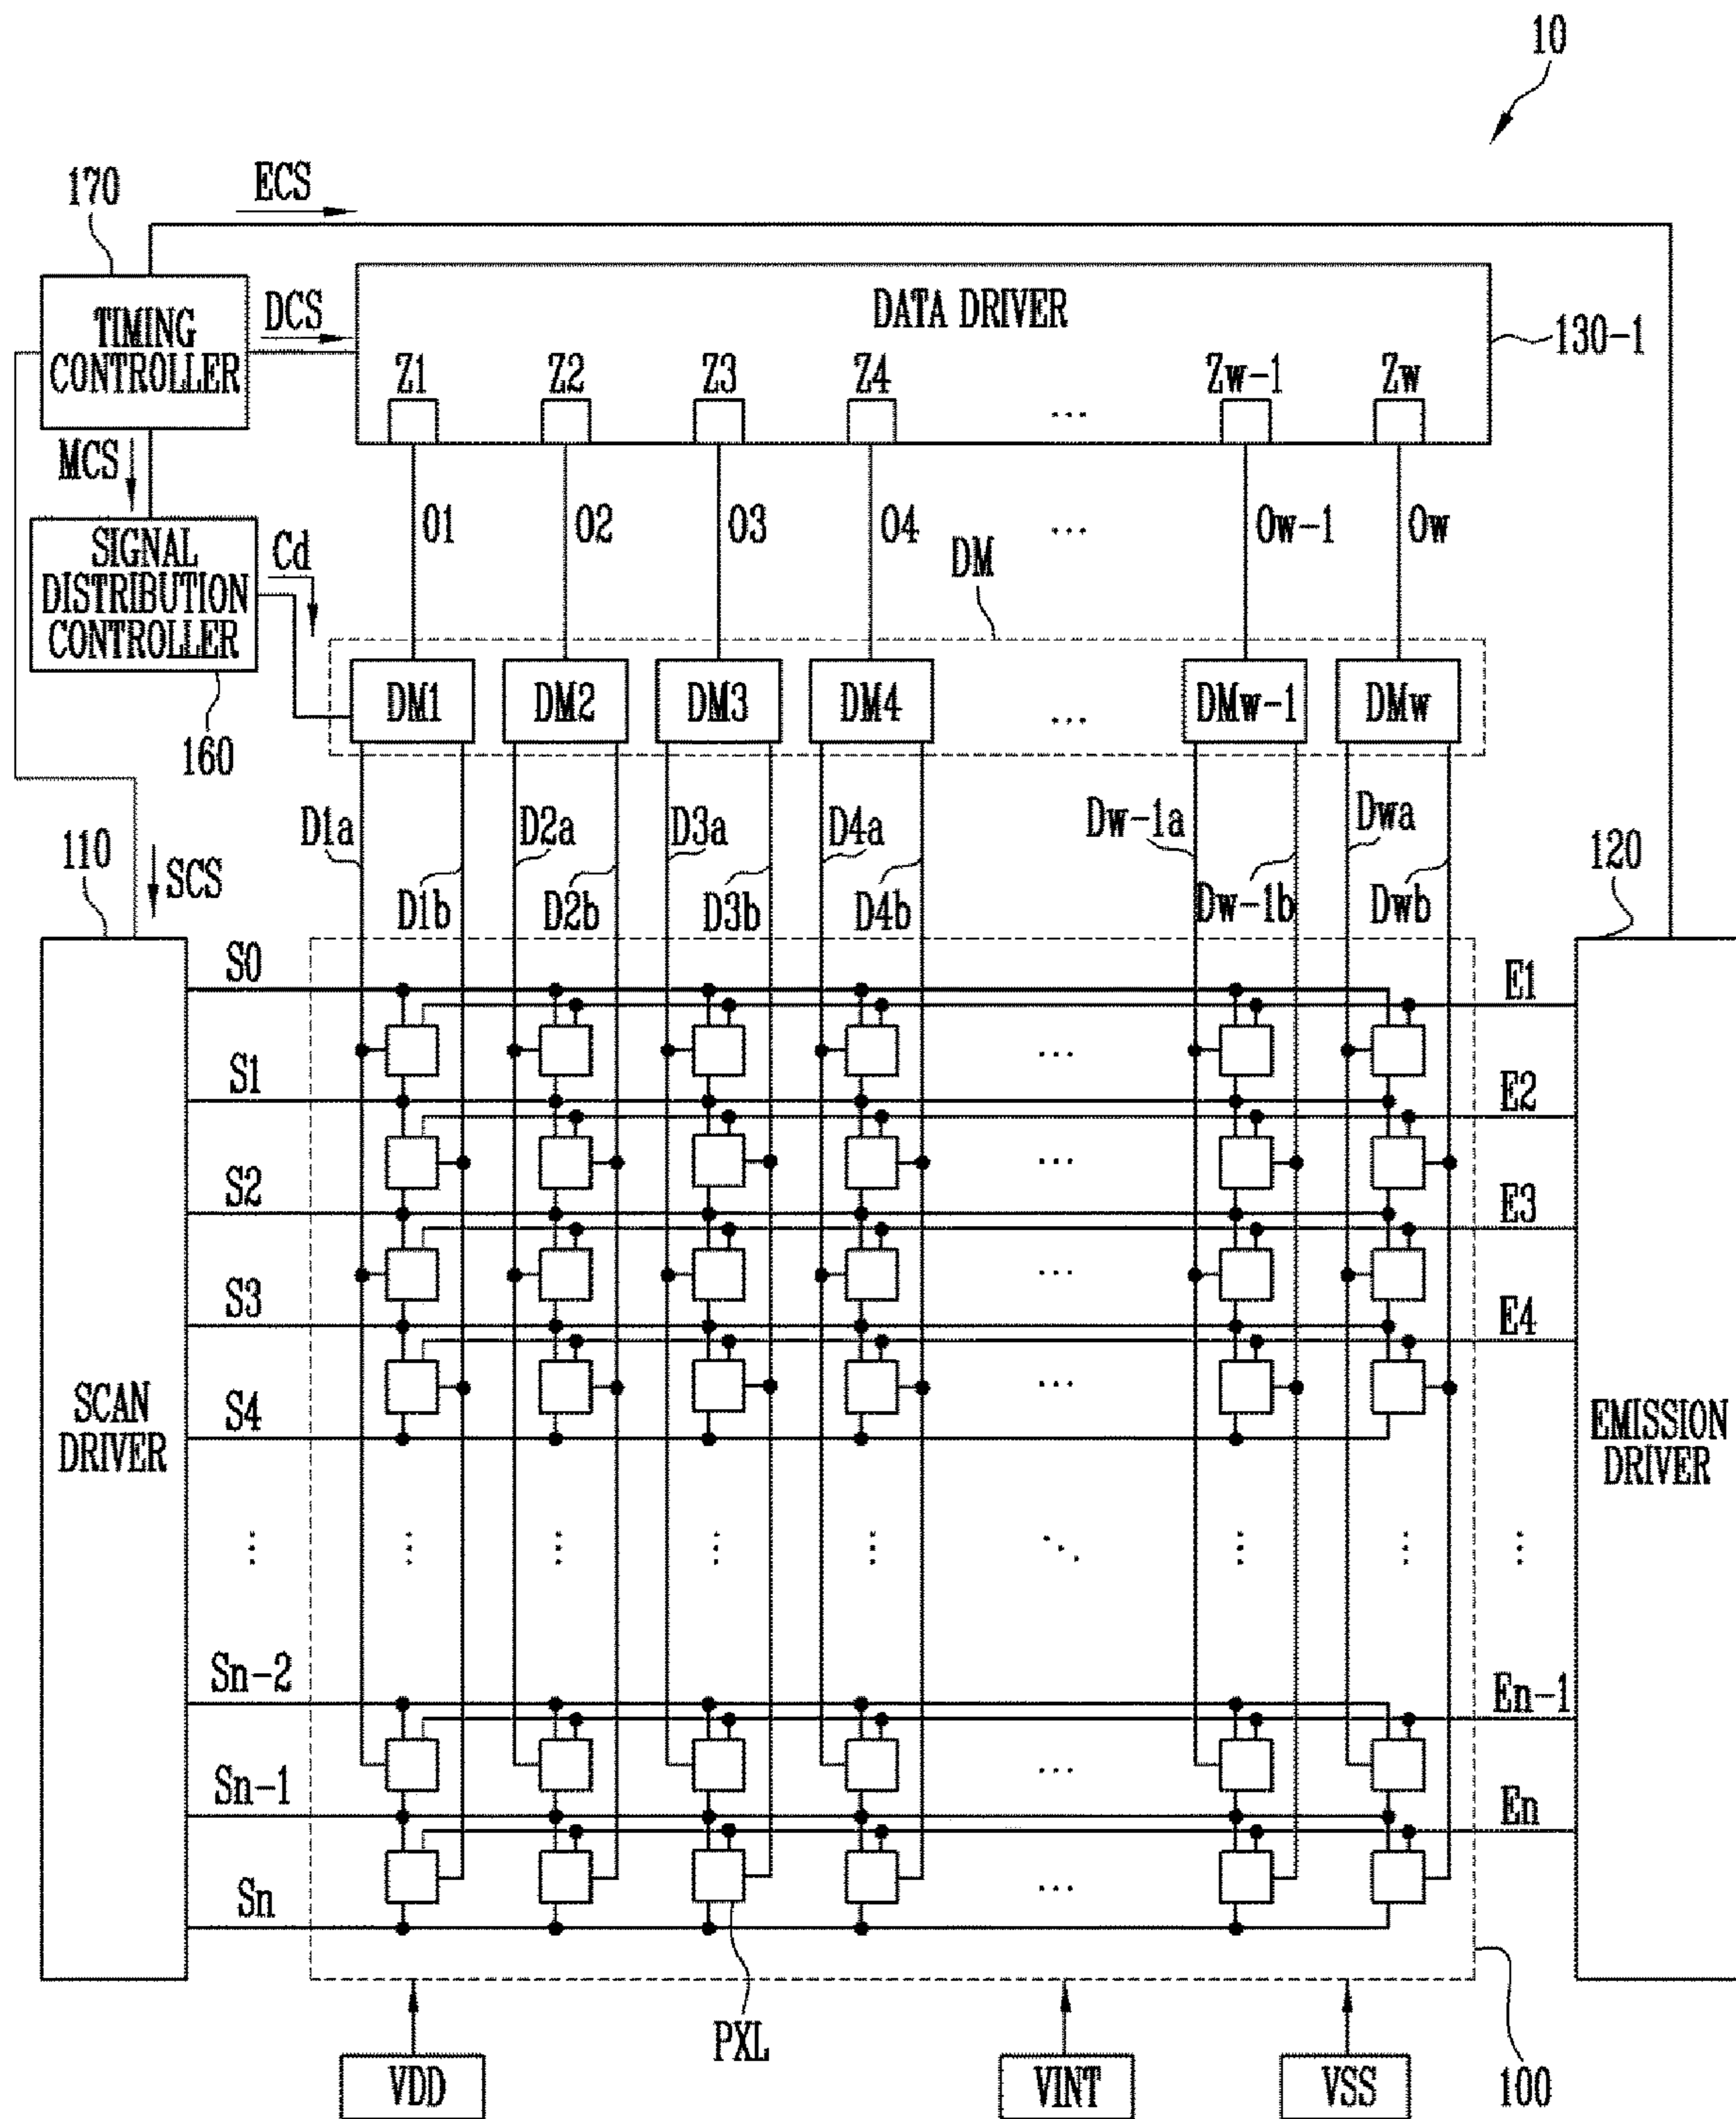 10
170
ECS
TIMING
CONTROLLER
DCS
DATA DRIVER
130-1
Z1 Z2 Z3 Z4 ... Zw-1 Zw
MCS
SIGNAL
DISTRIBUTION
CONTROLLER
Cd
O1 O2 O3 O4 ... Ow-1 Ow
DM
DM1 DM2 DM3 DM4 ... DMw-1 DMw
160
D1a D2a D3a D4a Dw-1a Dwa
110
SCS
D1b D2b D3b D4b Dw-1b Dwb
120
S0
E1
...
S1
E2
...
S2
E3
...
S3
E4
...
S4
SCAN
DRIVER
EMISSION
DRIVER
Sn-2
En-1
...
Sn-1
En
...
Sn
PXL
VDD
VINT
VSS
100